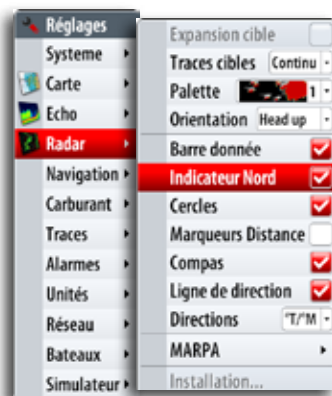 Réglages
Systeme
Carte
Echo
Radar
Navigation
Carburant
Traces
Alarmes
Unités
Réseau
Bateaux
Simulateur
Expansion cible
Traces cibles Continu
Palette 1
Orientation Head up
Barre donnée
Indicateur Nord
Cercles
Marqueurs Distance
Compas
Ligne de direction
Directions °T/°M
MARPA
Installation...